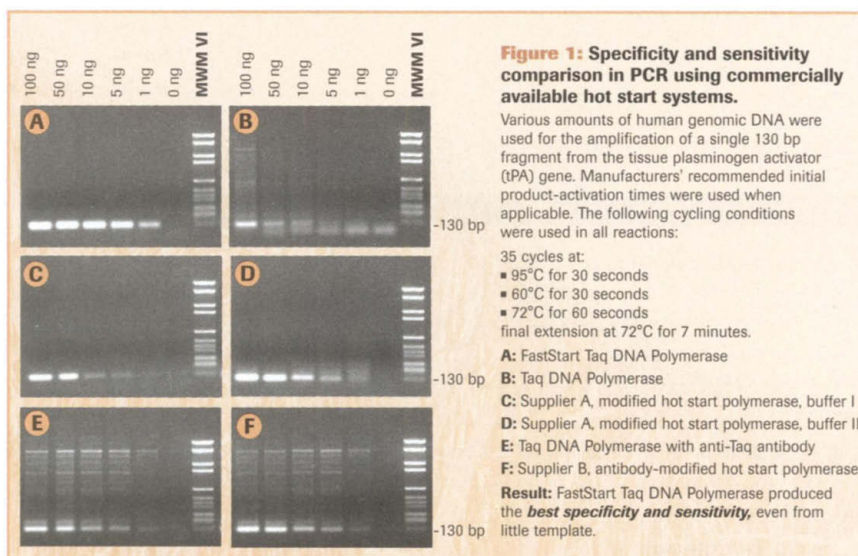 100 ng 50 ng 10 ng 5 ng 1 ng 0 ng MWM VI
100 ng 50 ng 10 ng 5 ng 1 ng 0 ng MWM VI
A
B
-130 bp
C
D
-130 bp
E
F
-130 bp
Figure 1: Specificity and sensitivity
comparison in PCR using commercially
available hot start systems.
Various amounts of human genomic DNA were
used for the amplification of a single 130 bp
fragment from the tissue plasminogen activator
(tPA) gene. Manufacturers' recommended initial
product-activation times were used when
applicable. The following cycling conditions
were used in all reactions:
35 cycles at:
▪ 95°C for 30 seconds
▪ 60°C for 30 seconds
▪ 72°C for 60 seconds
final extension at 72°C for 7 minutes.
A: FastStart Taq DNA Polymerase
B: Taq DNA Polymerase
C: Supplier A, modified hot start polymerase, buffer I
D: Supplier A, modified hot start polymerase, buffer II
E: Taq DNA Polymerase with anti-Taq antibody
F: Supplier B, antibody-modified hot start polymerase
Result: FastStart Taq DNA Polymerase produced
the best specificity and sensitivity, even from
little template.